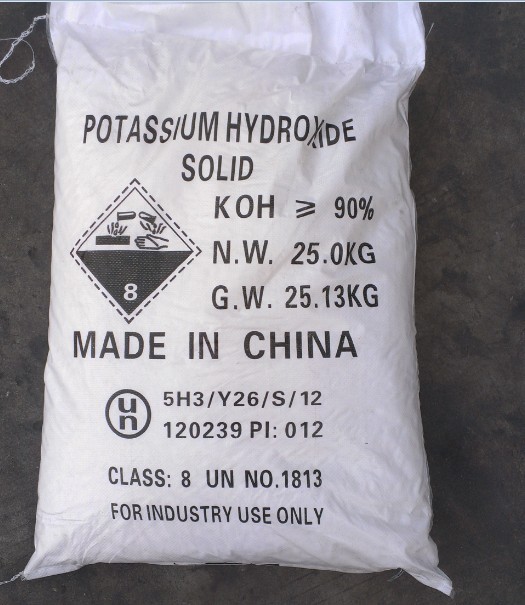 POTASSIUM HYDROXIDE
SOLID
KOH ≥ 90%
N.W. 25.0KG
8
G.W. 25.13KG
MADE IN CHINA
un 5H3/Y26/S/12
120239 PI: 012
CLASS: 8 UN NO.1813
FOR INDUSTRY USE ONLY